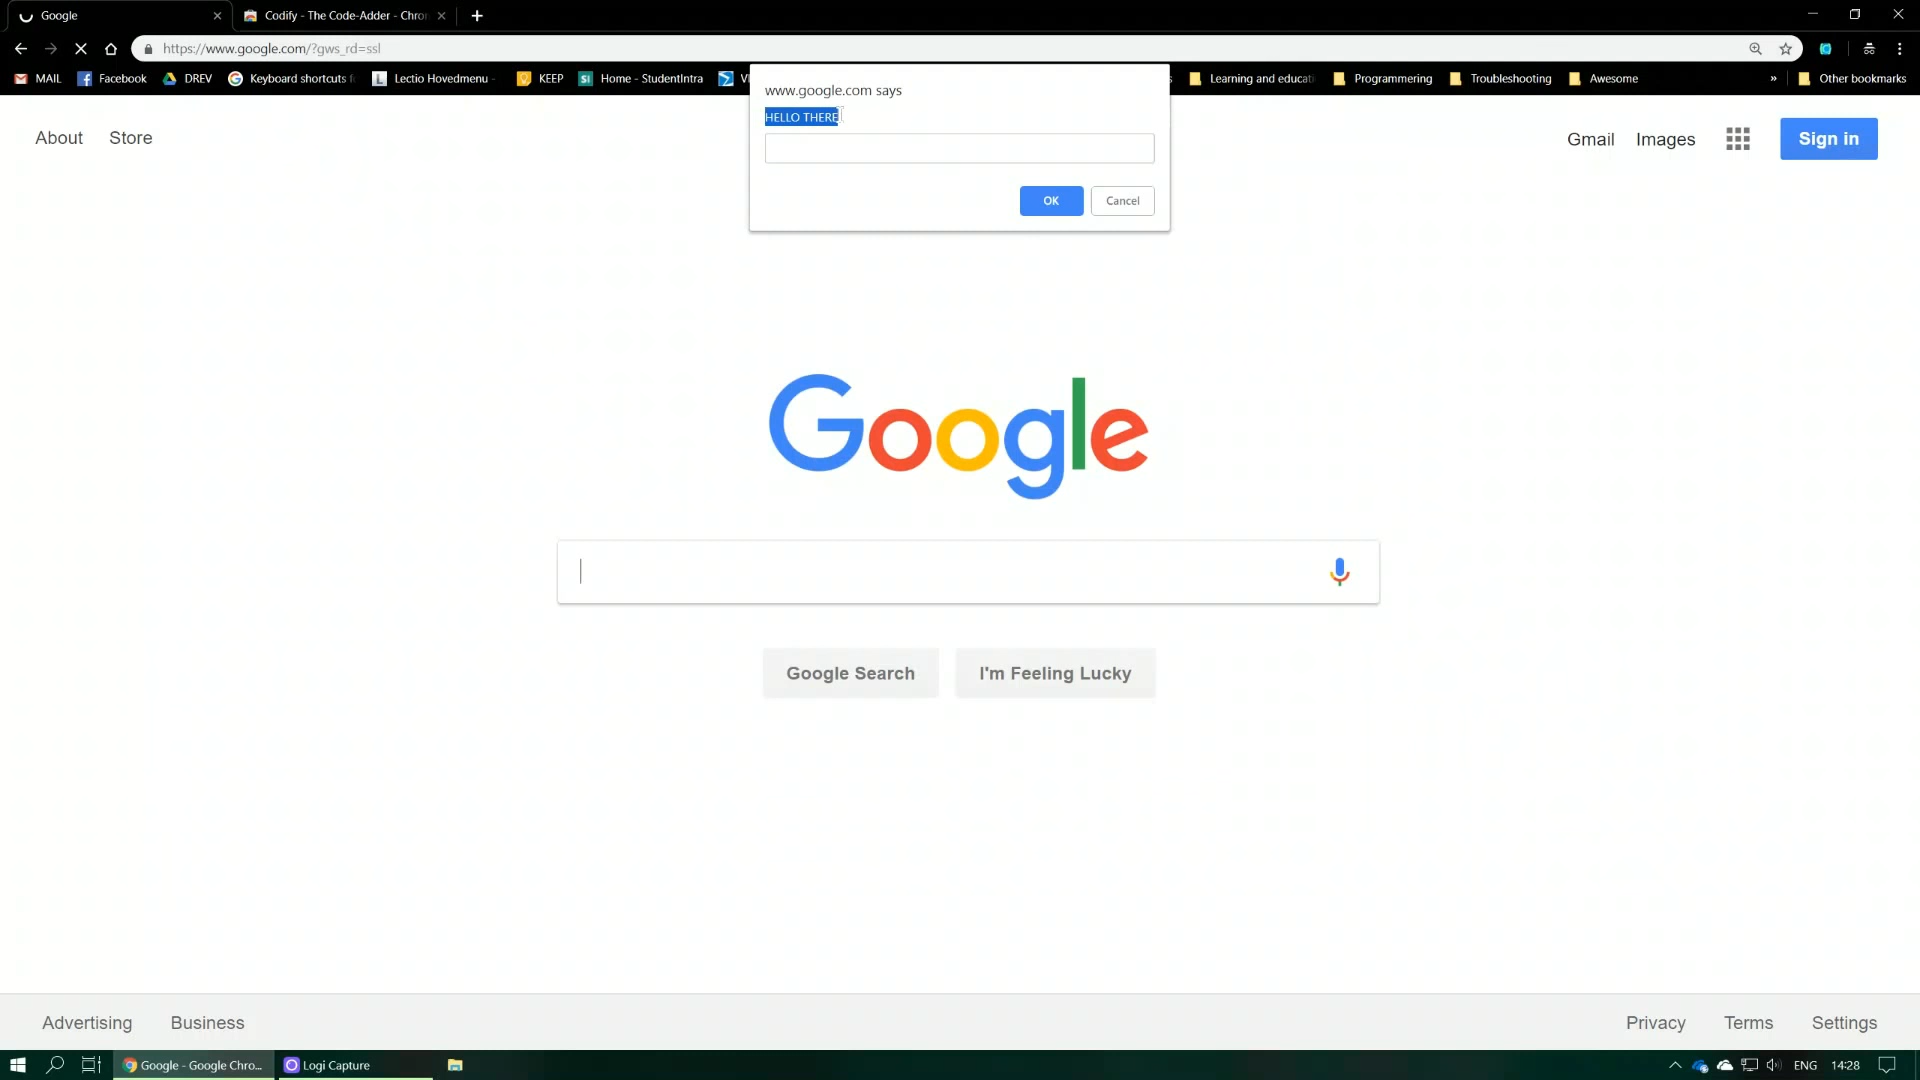 Google
Codify - The Code-Adder - Chro
https://www.google.com/?gws_rd=ssl
MAIL
Facebook
DREV
Keyboard shortcuts f
Lectio Hovedmenu -
KEEP
SI Home - StudentIntra
Learning and educati
Programming
Troubleshooting
Awesome
»
Other bookmarks
www.google.com says
HELLO THERE
OK
Cancel
About
Store
Gmail
Images
Sign in
Google
Google Search
I'm Feeling Lucky
Advertising
Business
Privacy
Terms
Settings
Google - Google Chro...
Logi Capture
ENG
14:28